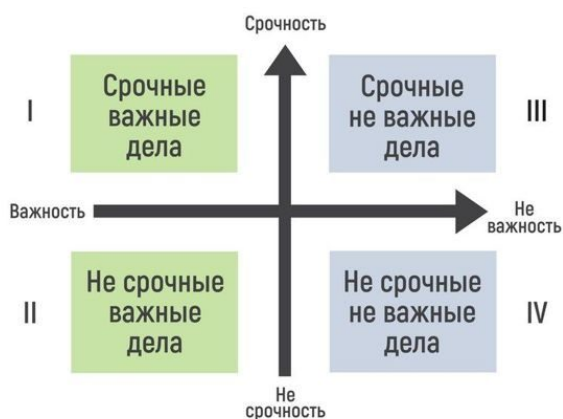 Срочность
I
Срочные
важные
дела
Срочные
не важные
дела
III
Важность
Не
важность
II
Не срочные
важные
дела
Не срочные
не важные
дела
IV
Не
срочность